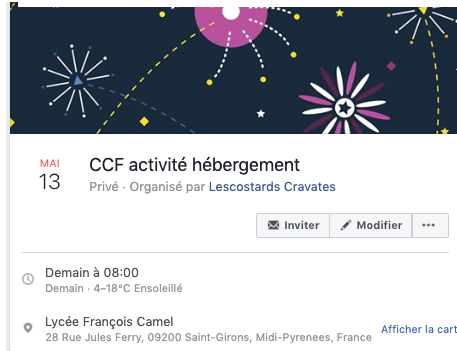 MAI
13
CCF activité hébergement
Privé · Organisé par Lescostards Cravates
Inviter
Modifier
Demain à 08:00
Demain · 4–18°C Ensoleillé
Lycée François Camel
28 Rue Jules Ferry, 09200 Saint-Girons, Midi-Pyrenees, France
Afficher la cart